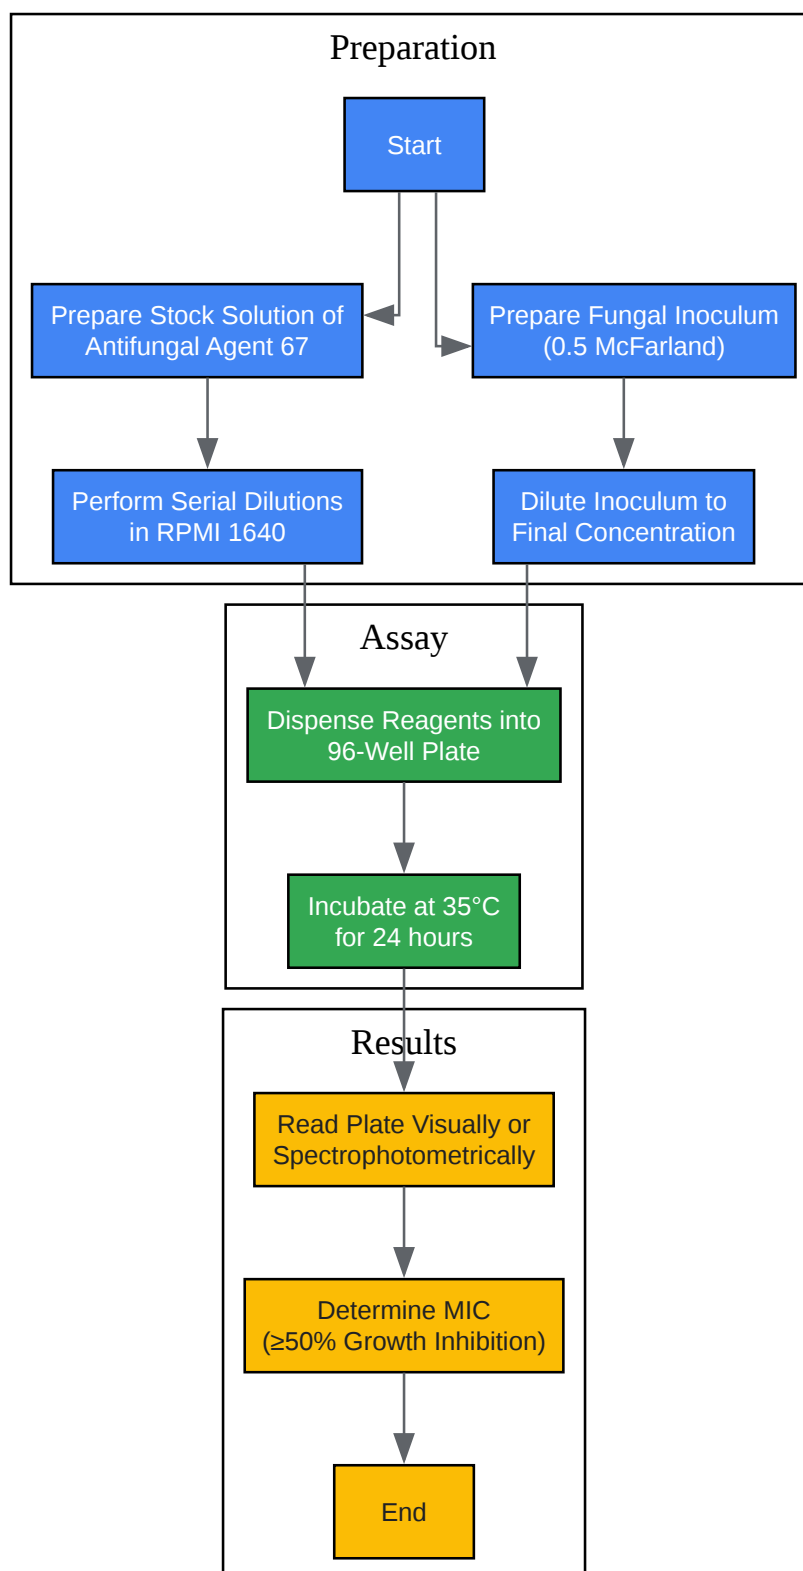 Preparation
Start
Prepare Stock Solution of
Antifungal Agent 67
Prepare Fungal Inoculum
(0.5 McFarland)
Perform Serial Dilutions
in RPMI 1640
Dilute Inoculum to
Final Concentration
Assay
Dispense Reagents into
96-Well Plate
Incubate at 35°C
for 24 hours
Results
Read Plate Visually or
Spectrophotometrically
Determine MIC
(≥50% Growth Inhibition)
End